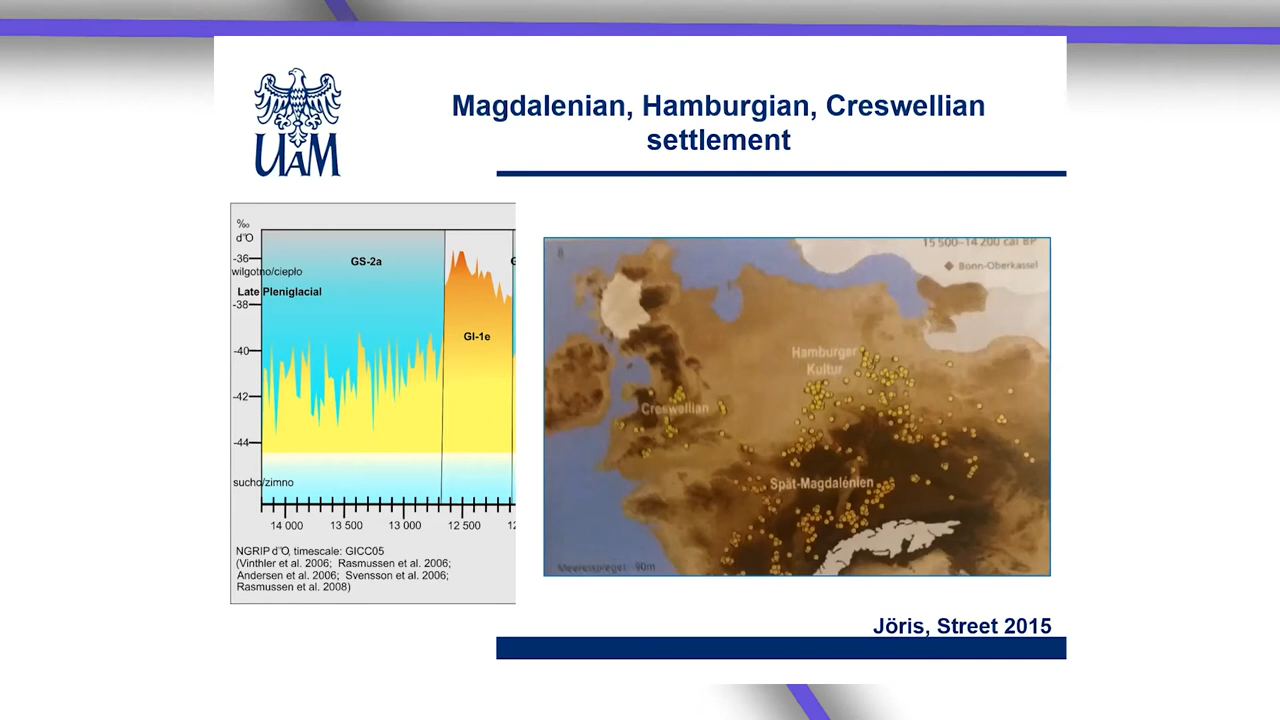 UAM
Magdalenian, Hamburgian, Creswellian
settlement
‰
d¹⁸O
-36
wilgotno/ciepło
Late Pleniglacial
-38
-40
-42
-44
sucho/zimno
GS-2a
GI-1e
G
14 000
13 500
13 000
12 500
12
NGRIP d¹⁸O, timescale: GICC05
(Vinthler et al. 2006; Rasmussen et al. 2006;
Andersen et al. 2006; Svensson et al. 2006;
Rasmussen et al. 2008)
15 500–14 200 cal BP
Bonn-Oberkassel
Hamburger
Kultur
Creswellian
Spät-Magdalénien
Meeresspiegel 90m
Jöris, Street 2015